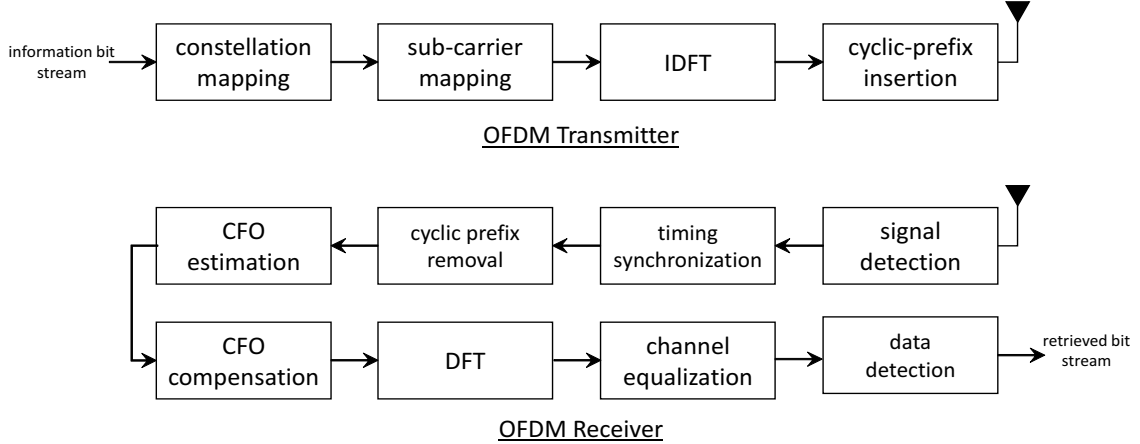 information bit
stream
constellation
mapping
sub-carrier
mapping
IDFT
cyclic-prefix
insertion
OFDM Transmitter
CFO
estimation
cyclic prefix
removal
timing
synchronization
signal
detection
CFO
compensation
DFT
channel
equalization
data
detection
retrieved bit
stream
OFDM Receiver